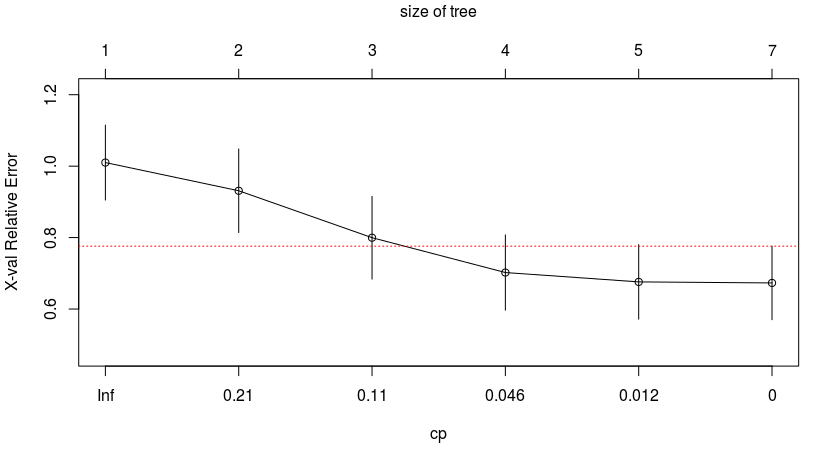 size of tree
1 2 3 4 5 7
1.2
1.0
0.8
0.6
X-val Relative Error
Inf 0.21 0.11 0.046 0.012 0
cp